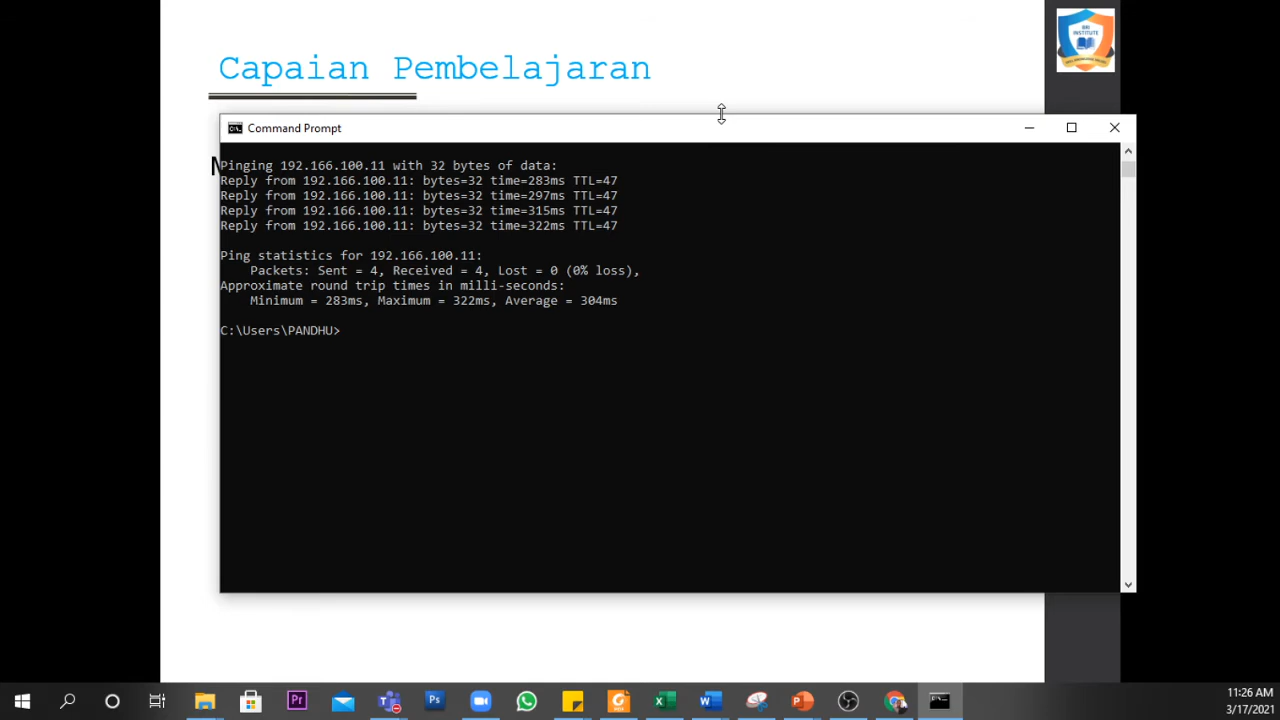 Capaian Pembelajaran
BRI
INSTITUTE
Command Prompt
Pinging 192.166.100.11 with 32 bytes of data:
Reply from 192.166.100.11: bytes=32 time=283ms TTL=47
Reply from 192.166.100.11: bytes=32 time=297ms TTL=47
Reply from 192.166.100.11: bytes=32 time=315ms TTL=47
Reply from 192.166.100.11: bytes=32 time=322ms TTL=47
Ping statistics for 192.166.100.11:
Packets: Sent = 4, Received = 4, Lost = 0 (0% loss),
Approximate round trip times in milli-seconds:
Minimum = 283ms, Maximum = 322ms, Average = 304ms
C:\Users\PANDHU>
11:26 AM
3/17/2021